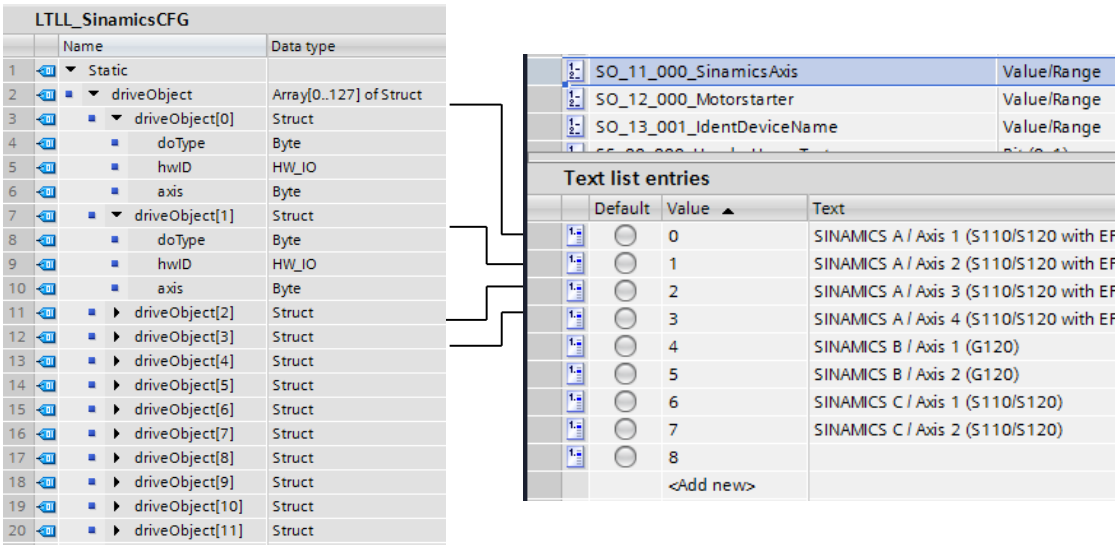 LTLL_SinamicsCFG
Name Data type
1 Static
2 driveObject Array[0..127] of Struct
3 driveObject[0] Struct
4 doType Byte
5 hwID HW_IO
6 axis Byte
7 driveObject[1] Struct
8 doType Byte
9 hwID HW_IO
10 axis Byte
11 driveObject[2] Struct
12 driveObject[3] Struct
13 driveObject[4] Struct
14 driveObject[5] Struct
15 driveObject[6] Struct
16 driveObject[7] Struct
17 driveObject[8] Struct
18 driveObject[9] Struct
19 driveObject[10] Struct
20 driveObject[11] Struct
SO_11_000_SinamicsAxis Value/Range
SO_12_000_Motorstarter Value/Range
SO_13_001_IdentDeviceName Value/Range
Text list entries
Default Value Text
0 SINAMICS A / Axis 1 (S110/S120 with EF
1 SINAMICS A / Axis 2 (S110/S120 with EF
2 SINAMICS A / Axis 3 (S110/S120 with EF
3 SINAMICS A / Axis 4 (S110/S120 with EF
4 SINAMICS B / Axis 1 (G120)
5 SINAMICS B / Axis 2 (G120)
6 SINAMICS C / Axis 1 (S110/S120)
7 SINAMICS C / Axis 2 (S110/S120)
8
<Add new>